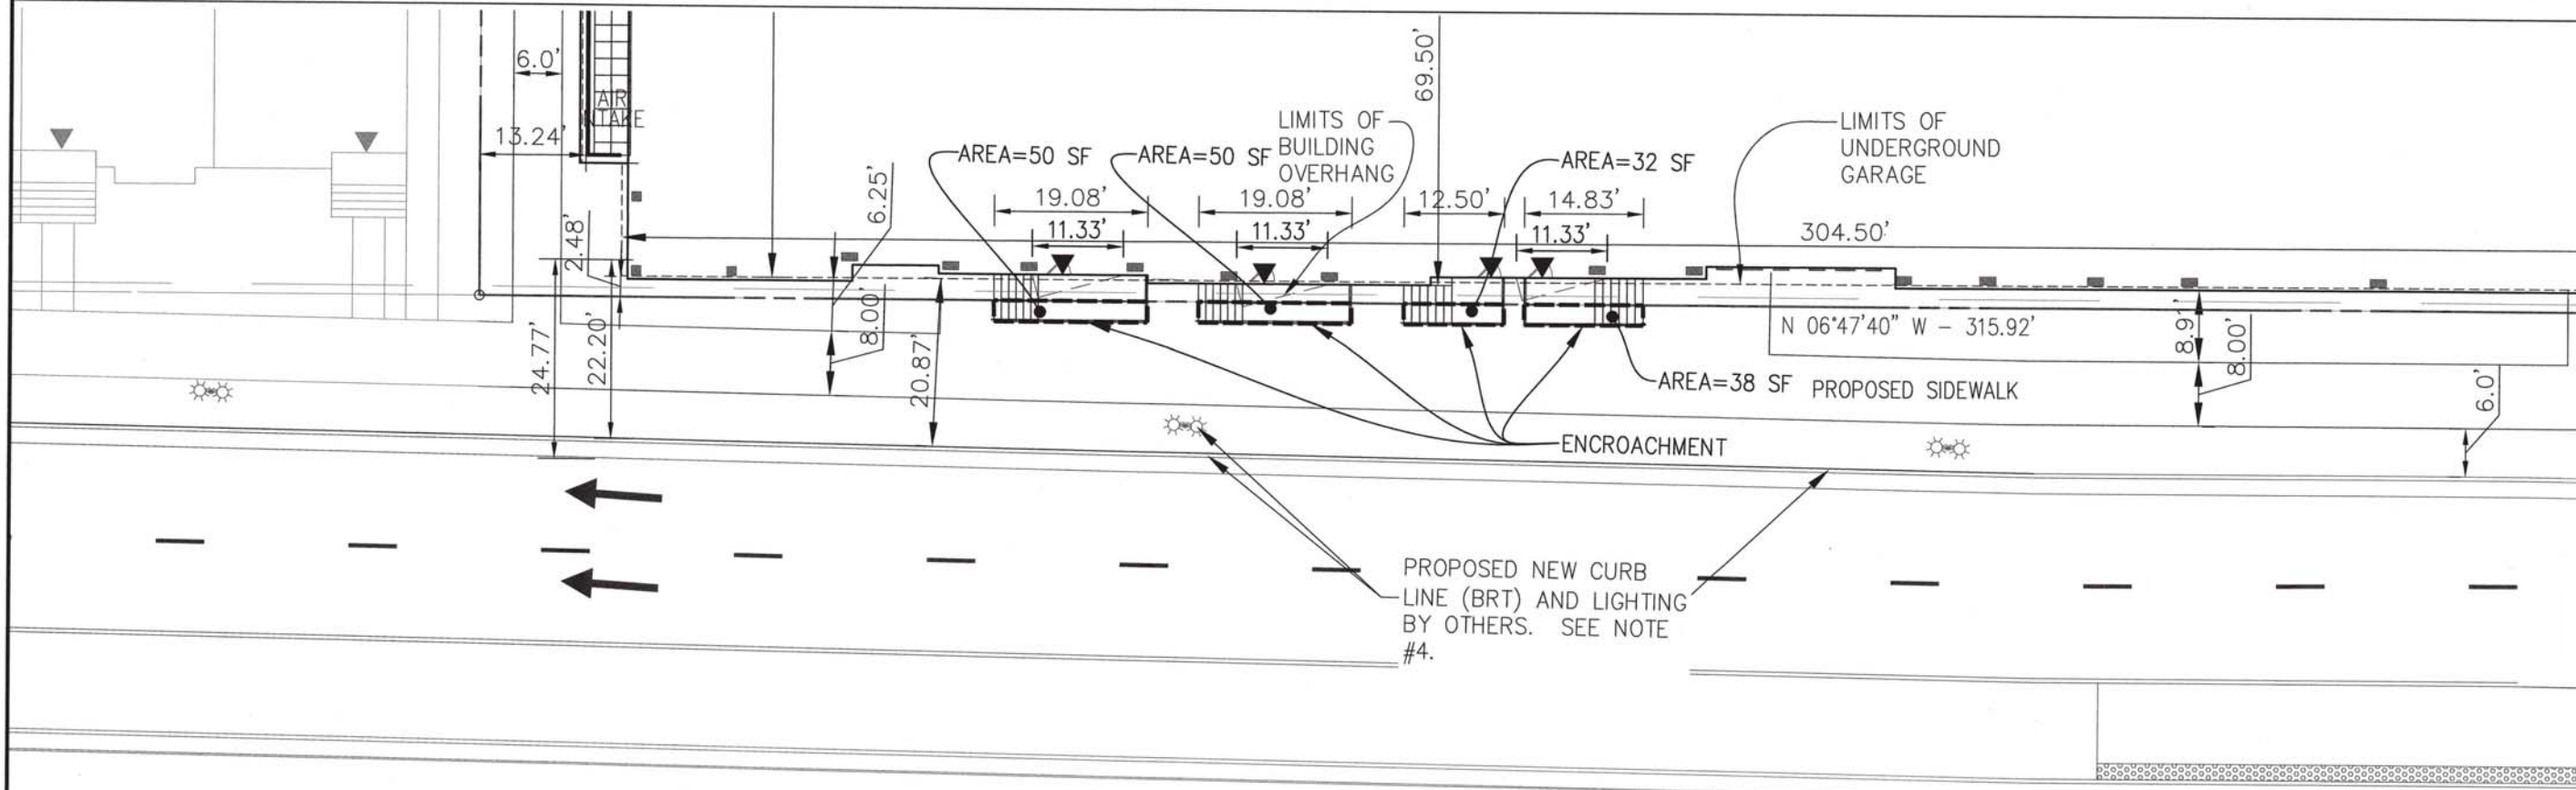 6.0'
AIR
INTAKE
13.24'
2.48'
6.25'
8.00'
24.77'
22.20'
20.87'
AREA=50 SF
AREA=50 SF
LIMITS OF
BUILDING
OVERHANG
69.50'
AREA=32 SF
LIMITS OF
UNDERGROUND
GARAGE
19.08'
19.08'
12.50'
14.83'
11.33'
11.33'
11.33'
304.50'
N 06°47'40" W - 315.92'
8.91'
8.00'
6.0'
AREA=38 SF
PROPOSED SIDEWALK
ENCROACHMENT
PROPOSED NEW CURB
LINE (BRT) AND LIGHTING
BY OTHERS. SEE NOTE
#4.